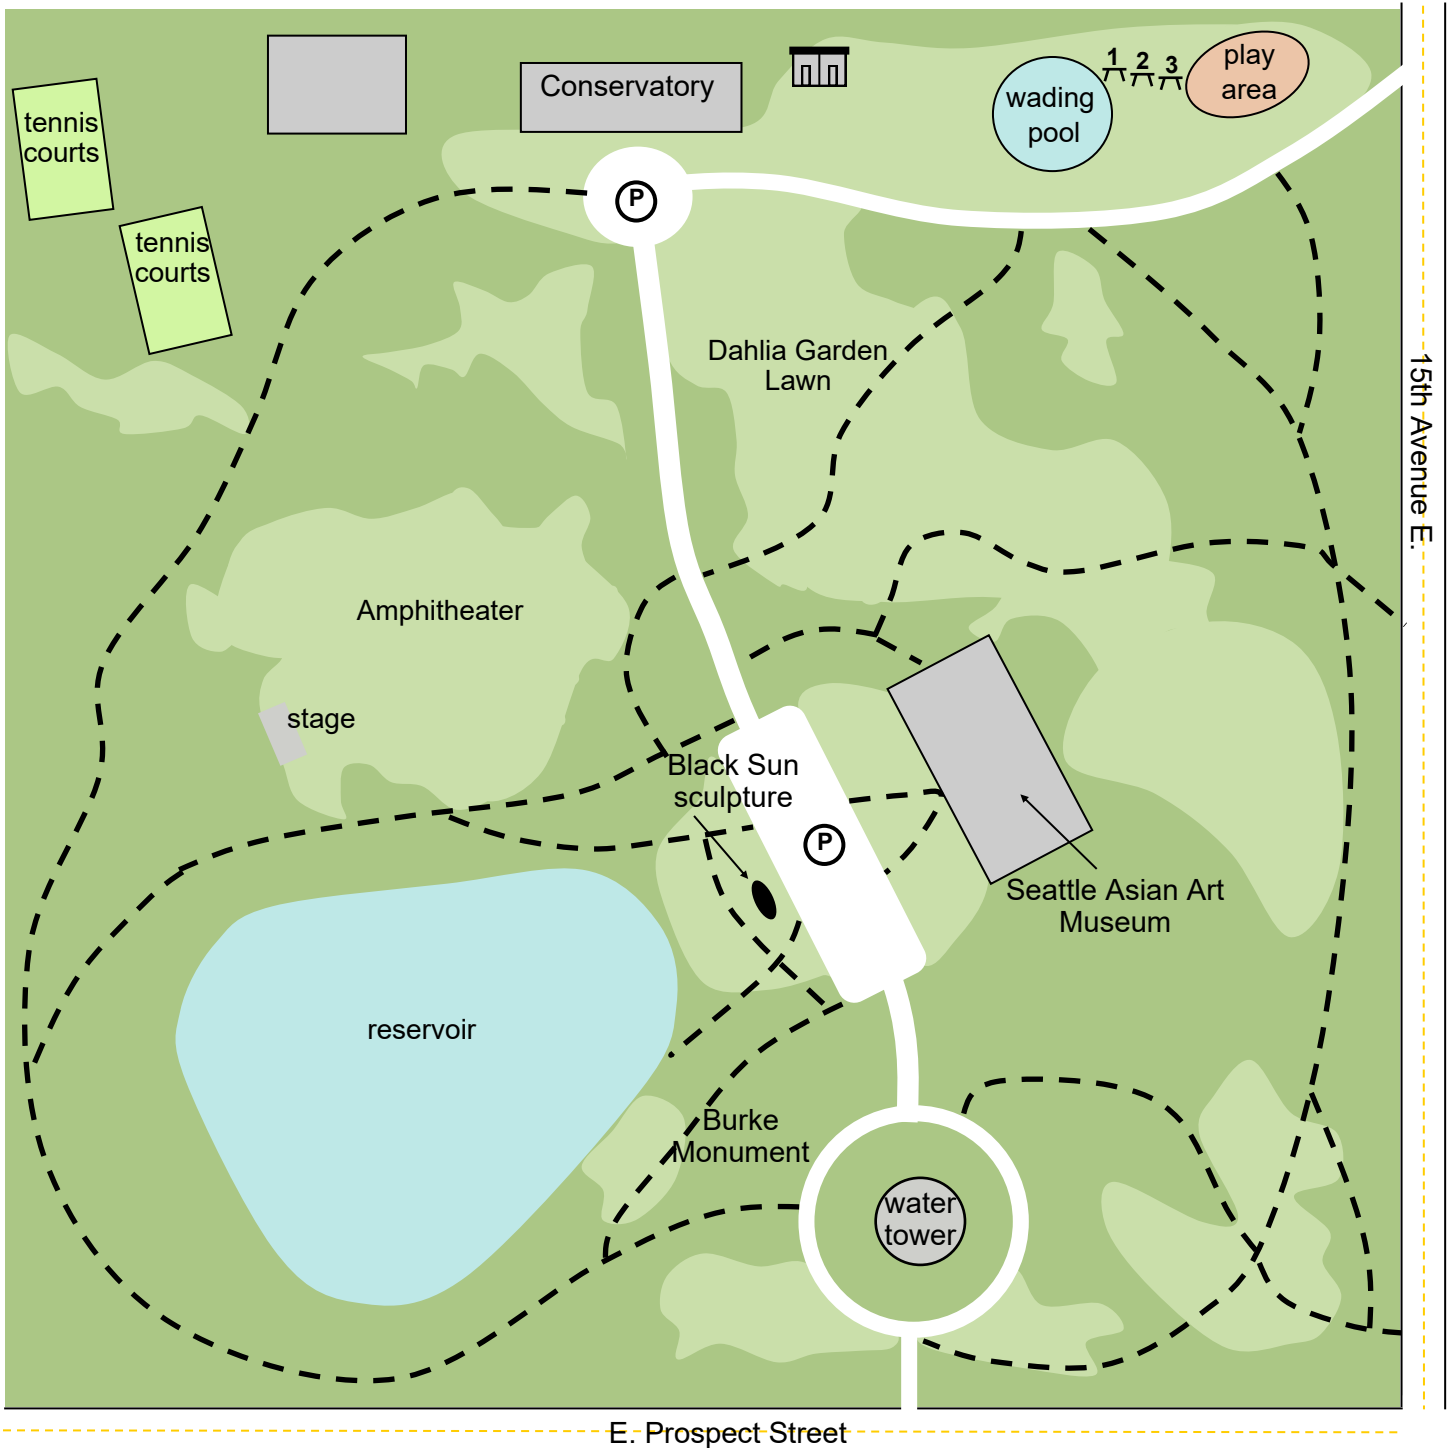 tennis
courts
tennis
courts
Conservatory
P
wading
pool
1 2 3
play
area
Dahlia Garden
Lawn
15th Avenue E.
Amphitheater
stage
Black Sun
sculpture
P
Seattle Asian Art
Museum
reservoir
Burke
Monument
water
tower
E. Prospect Street